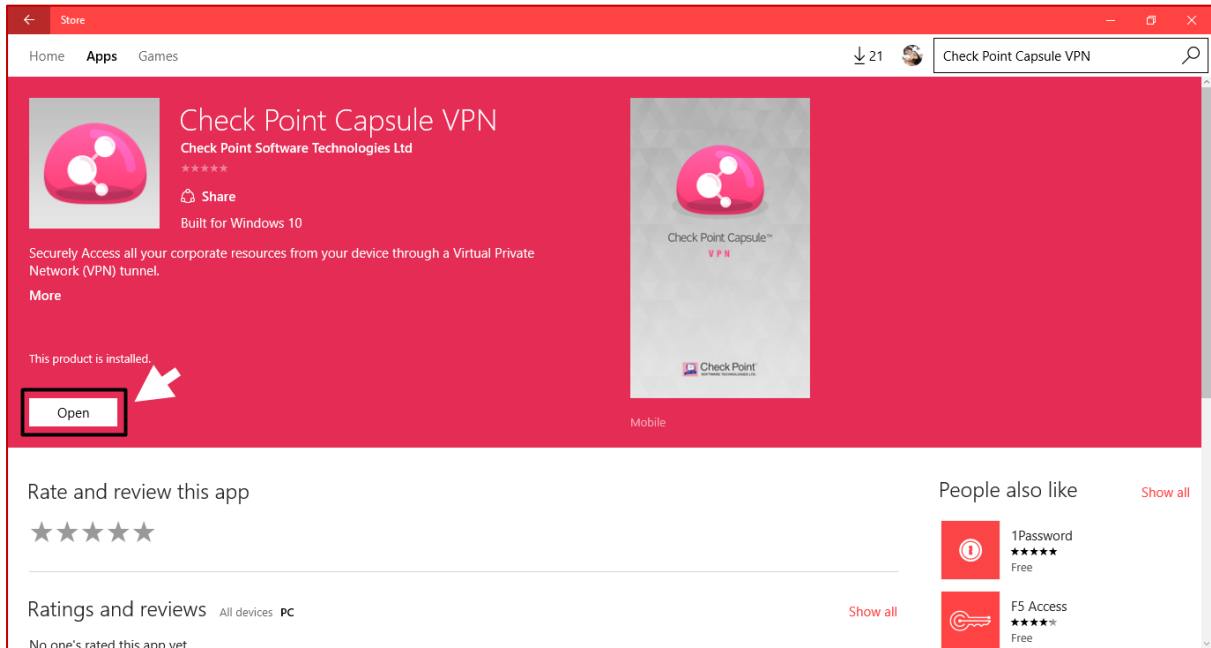 Store
Home Apps Games
21
Check Point Capsule VPN
Check Point Capsule VPN
Check Point Software Technologies Ltd
Share
Built for Windows 10
Securely Access all your corporate resources from your device through a Virtual Private
Network (VPN) tunnel.
More
This product is installed.
Open
Check Point Capsule™
VPN
Check Point
SOFTWARE TECHNOLOGIES LTD.
Mobile
Rate and review this app
Ratings and reviews All devices PC
Show all
No one's rated this app yet
People also like
Show all
1Password
Free
F5 Access
Free